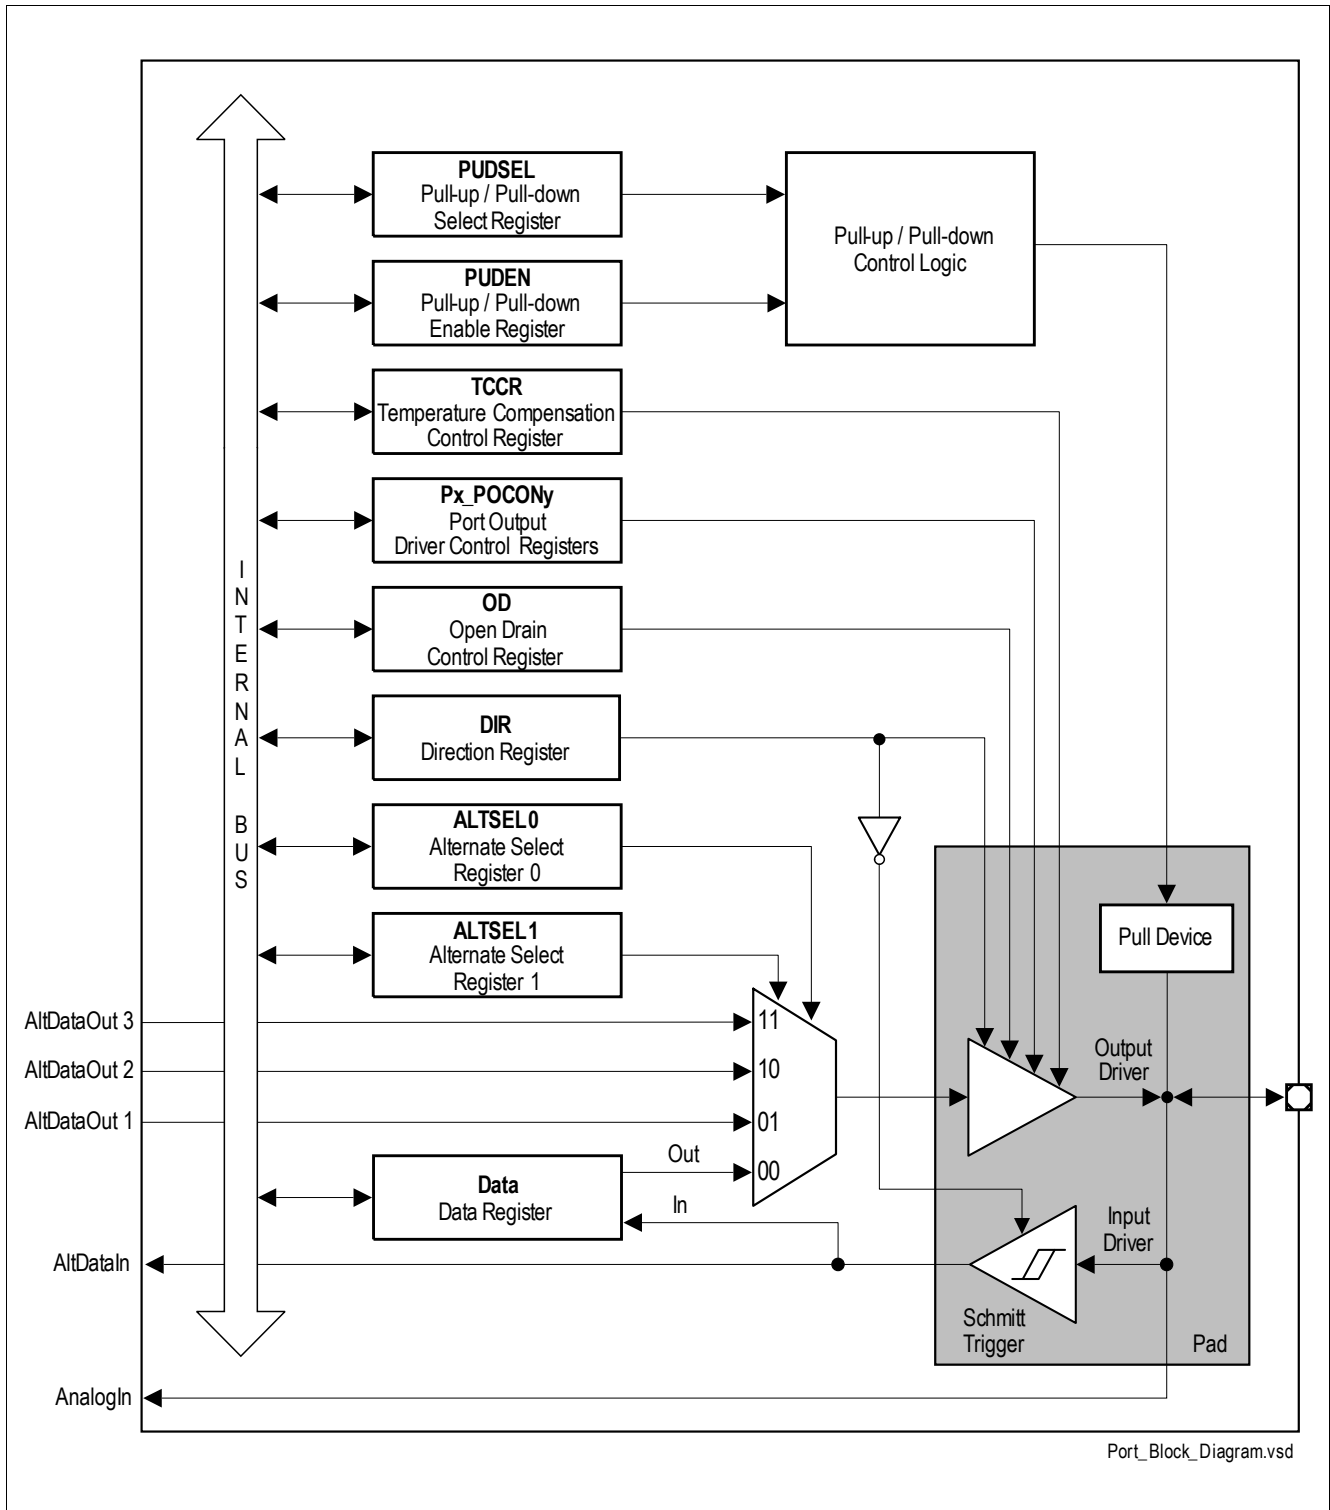 PUDSEL
Pull-up / Pull-down
Select Register
Pull-up / Pull-down
Control Logic
PUDEN
Pull-up / Pull-down
Enable Register
TCCR
Temperature Compensation
Control Register
Px_POCONy
Port Output
Driver Control Registers
INTERNAL BUS
OD
Open Drain
Control Register
DIR
Direction Register
ALTSEL0
Alternate Select
Register 0
ALTSEL1
Alternate Select
Register 1
Pull Device
AltDataOut 3
11
AltDataOut 2
10
AltDataOut 1
01
00
Output
Driver
Out
Data
Data Register
In
Input
Driver
AltDataIn
Schmitt
Trigger
Pad
AnalogIn
Port_Block_Diagram.vsd